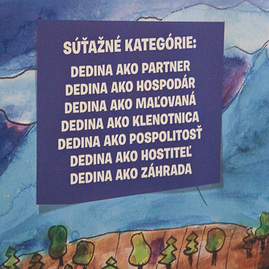 SÚŤAŽNÉ KATEGÓRIE:
DEDINA AKO PARTNER
DEDINA AKO HOSPODÁR
DEDINA AKO MAĽOVANÁ
DEDINA AKO KLENOTNICA
DEDINA AKO POSPOLITOSŤ
DEDINA AKO HOSTITEĽ
DEDINA AKO ZÁHRADA